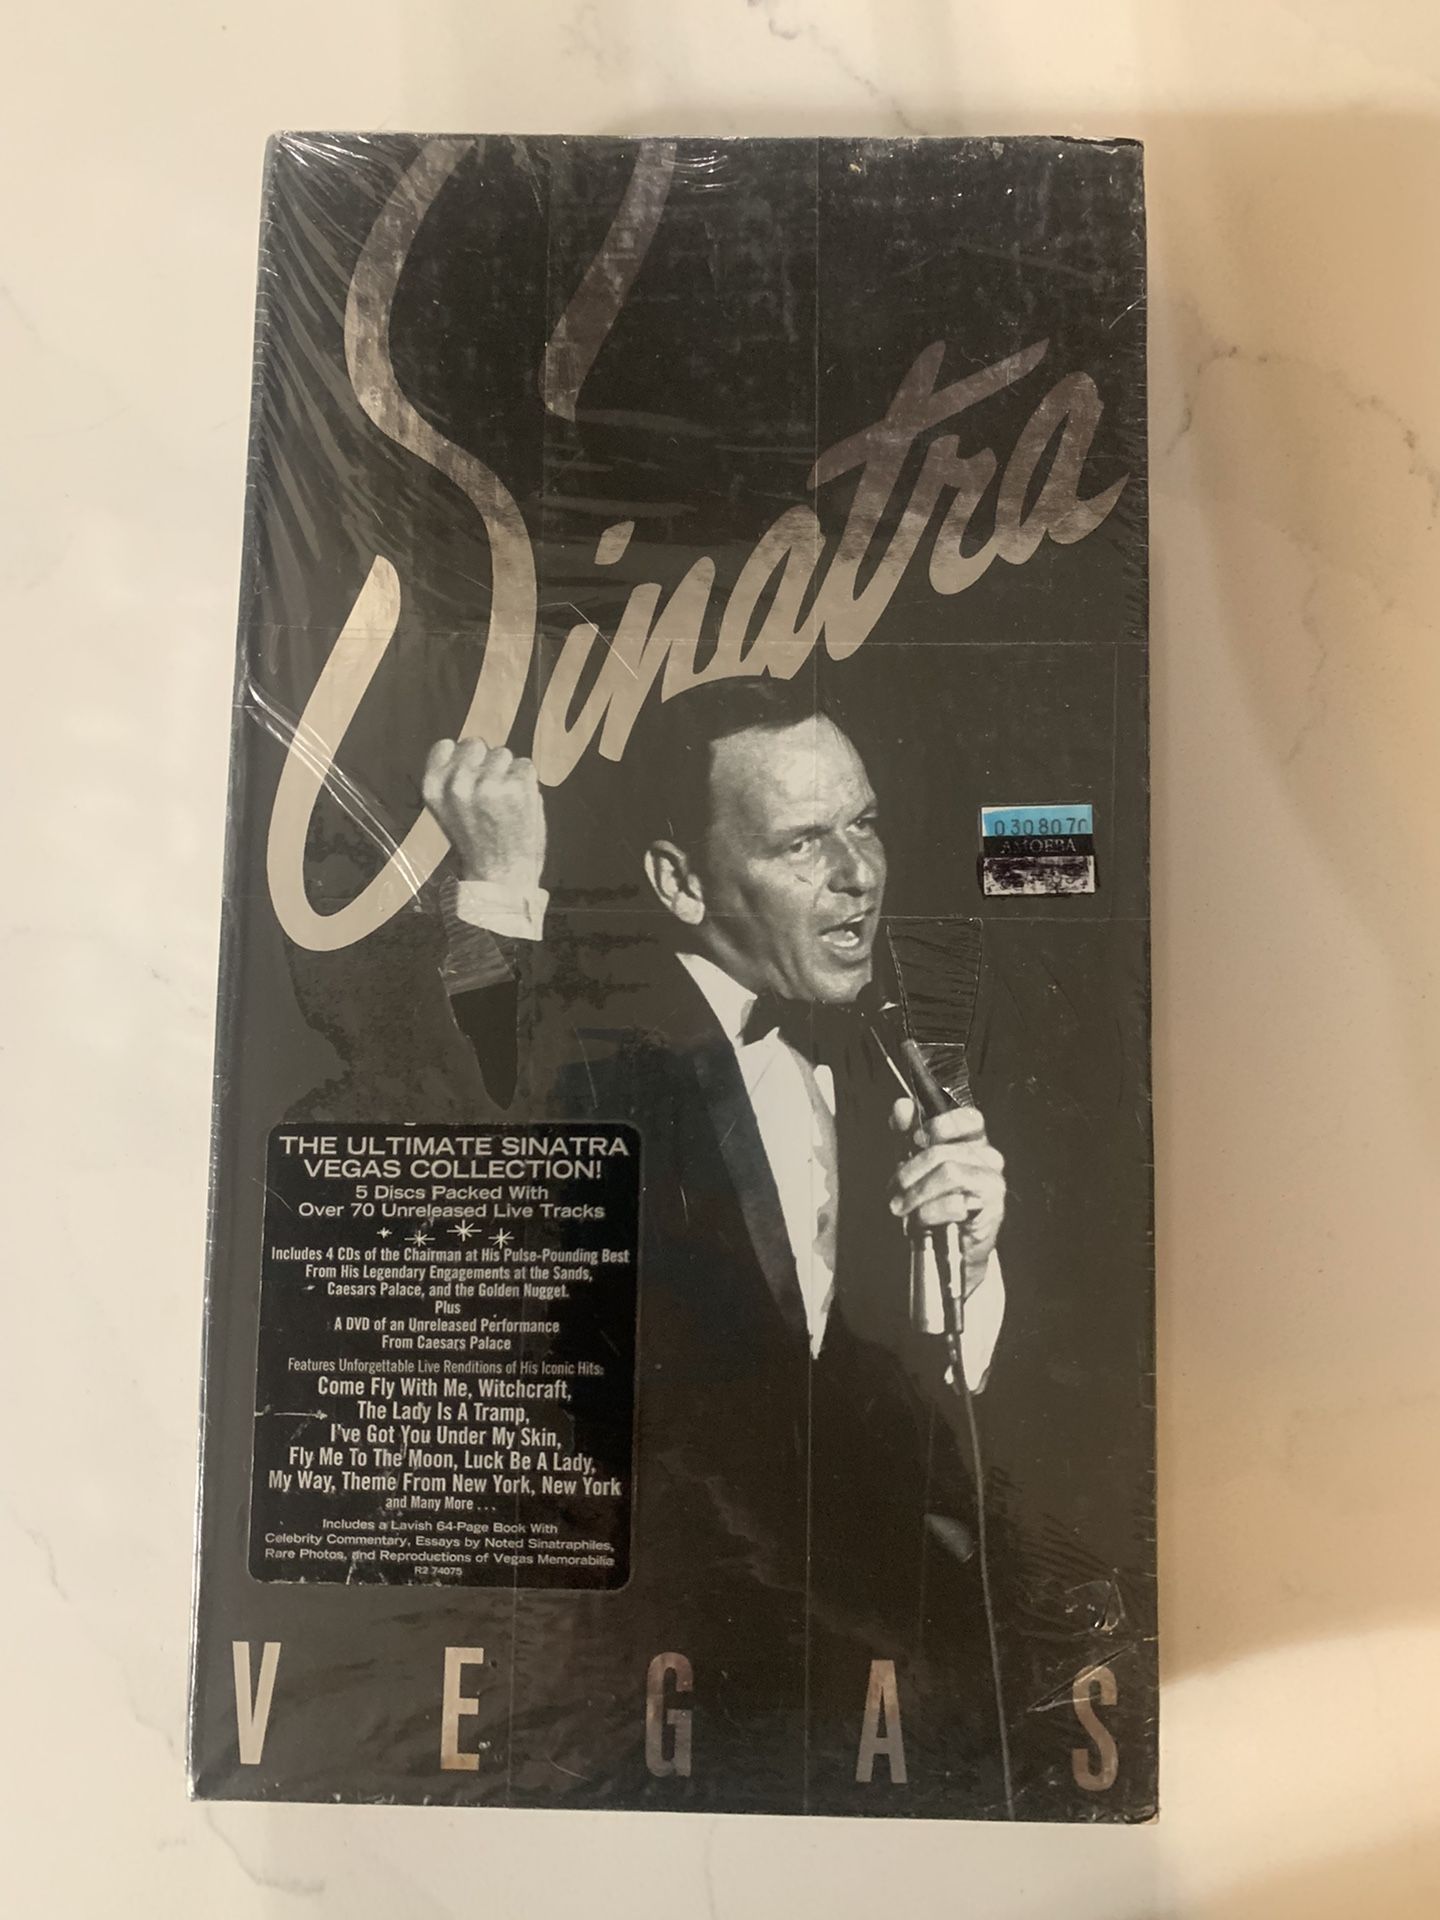 Sinatra
AMOEBA
THE ULTIMATE SINATRA
VEGAS COLLECTION!
5 Discs Packed With
Over 70 Unreleased Live Tracks
Includes 4 CDs of the Chairman at His Pulse-Pounding Best
From His Legendary Engagements at the Sands,
Caesars Palace, and the Golden Nugget.
Plus
A DVD of an Unreleased Performance
From Caesars Palace
Features Unforgettable Live Renditions of His Iconic Hits:
Come Fly With Me, Witchcraft,
The Lady Is A Tramp,
I've Got You Under My Skin,
Fly Me To The Moon, Luck Be A Lady,
My Way, Theme From New York, New York
and Many More ...
Includes a Lavish 64-Page Book With
Celebrity Commentary, Essays by Noted Sinatraphiles,
Rare Photos, and Reproductions of Vegas Memorabilia
R2 74075
VEGAS